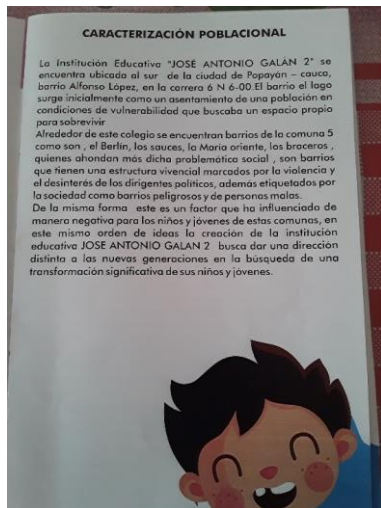 CARACTERIZACIÓN POBLACIONAL
La Institución Educativa "JOSÉ ANTONIO GALÁN 2" se
encuentra ubicada al sur de la ciudad de Popayán – cauca,
barrio Alfonso López, en la carrera 6 N 6-00.El barrio el lago
surge inicialmente como un asentamiento de una población en
condiciones de vulnerabilidad que buscaba un espacio propio
para sobrevivir
Alrededor de este colegio se encuentran barrios de la comuna 5
como son , el Berlín, los sauces, la María oriente, los braceros ,
quienes ahondan más dicha problemática social , son barrios
que tienen una estructura vivencial marcados por la violencia y
el desinterés de los dirigentes políticos, además etiquetados por
la sociedad como barrios peligrosos y de personas malas.
De la misma forma este es un factor que ha influenciado de
manera negativa para los niños y jóvenes de estas comunas, en
este mismo orden de ideas la creación de la institución
educativa JOSE ANTONIO GALAN 2 busca dar una dirección
distinta a las nuevas generaciones en la búsqueda de una
transformación significativa de sus niños y jóvenes.